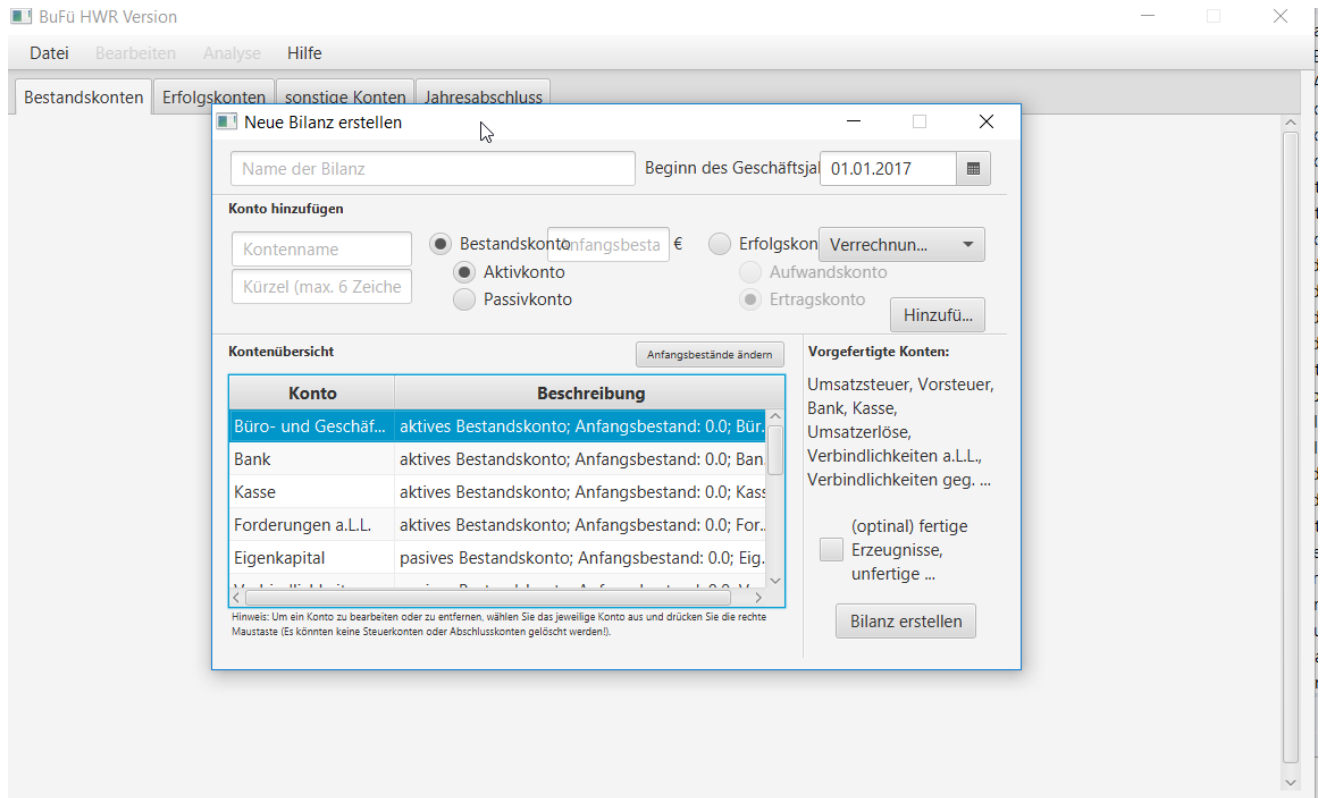 BuFü HWR Version
Datei Bearbeiten Analyse Hilfe
Bestandskonten Erfolgskonten sonstige Konten Jahresabschluss
Neue Bilanz erstellen
Name der Bilanz Beginn des Geschäftsjal 01.01.2017
Konto hinzufügen
Kontenname Bestandskonto Anfangsbesta € Erfolgskon Verrechnun...
Aktivkonto Aufwandskonto
Kürzel (max. 6 Zeiche Passivkonto Ertragskonto
Hinzufü...
Kontenübersicht Anfangsbestände ändern
Konto Beschreibung
Büro- und Geschäf... aktives Bestandskonto; Anfangsbestand: 0.0; Bür.
Bank aktives Bestandskonto; Anfangsbestand: 0.0; Ban.
Kasse aktives Bestandskonto; Anfangsbestand: 0.0; Kass
Forderungen a.L.L. aktives Bestandskonto; Anfangsbestand: 0.0; For..
Eigenkapital pasives Bestandskonto; Anfangsbestand: 0.0; Eig.
Hinweis: Um ein Konto zu bearbeiten oder zu entfernen, wählen Sie das jeweilige Konto aus und drücken Sie die rechte
Maustaste (Es könnten keine Steuerkonten oder Abschlusskonten gelöscht werden!).
Vorgefertigte Konten:
Umsatzsteuer, Vorsteuer,
Bank, Kasse,
Umsatzerlöse,
Verbindlichkeiten a.L.L.,
Verbindlichkeiten geg. ...
(optinal) fertige
Erzeugnisse,
unfertige ...
Bilanz erstellen